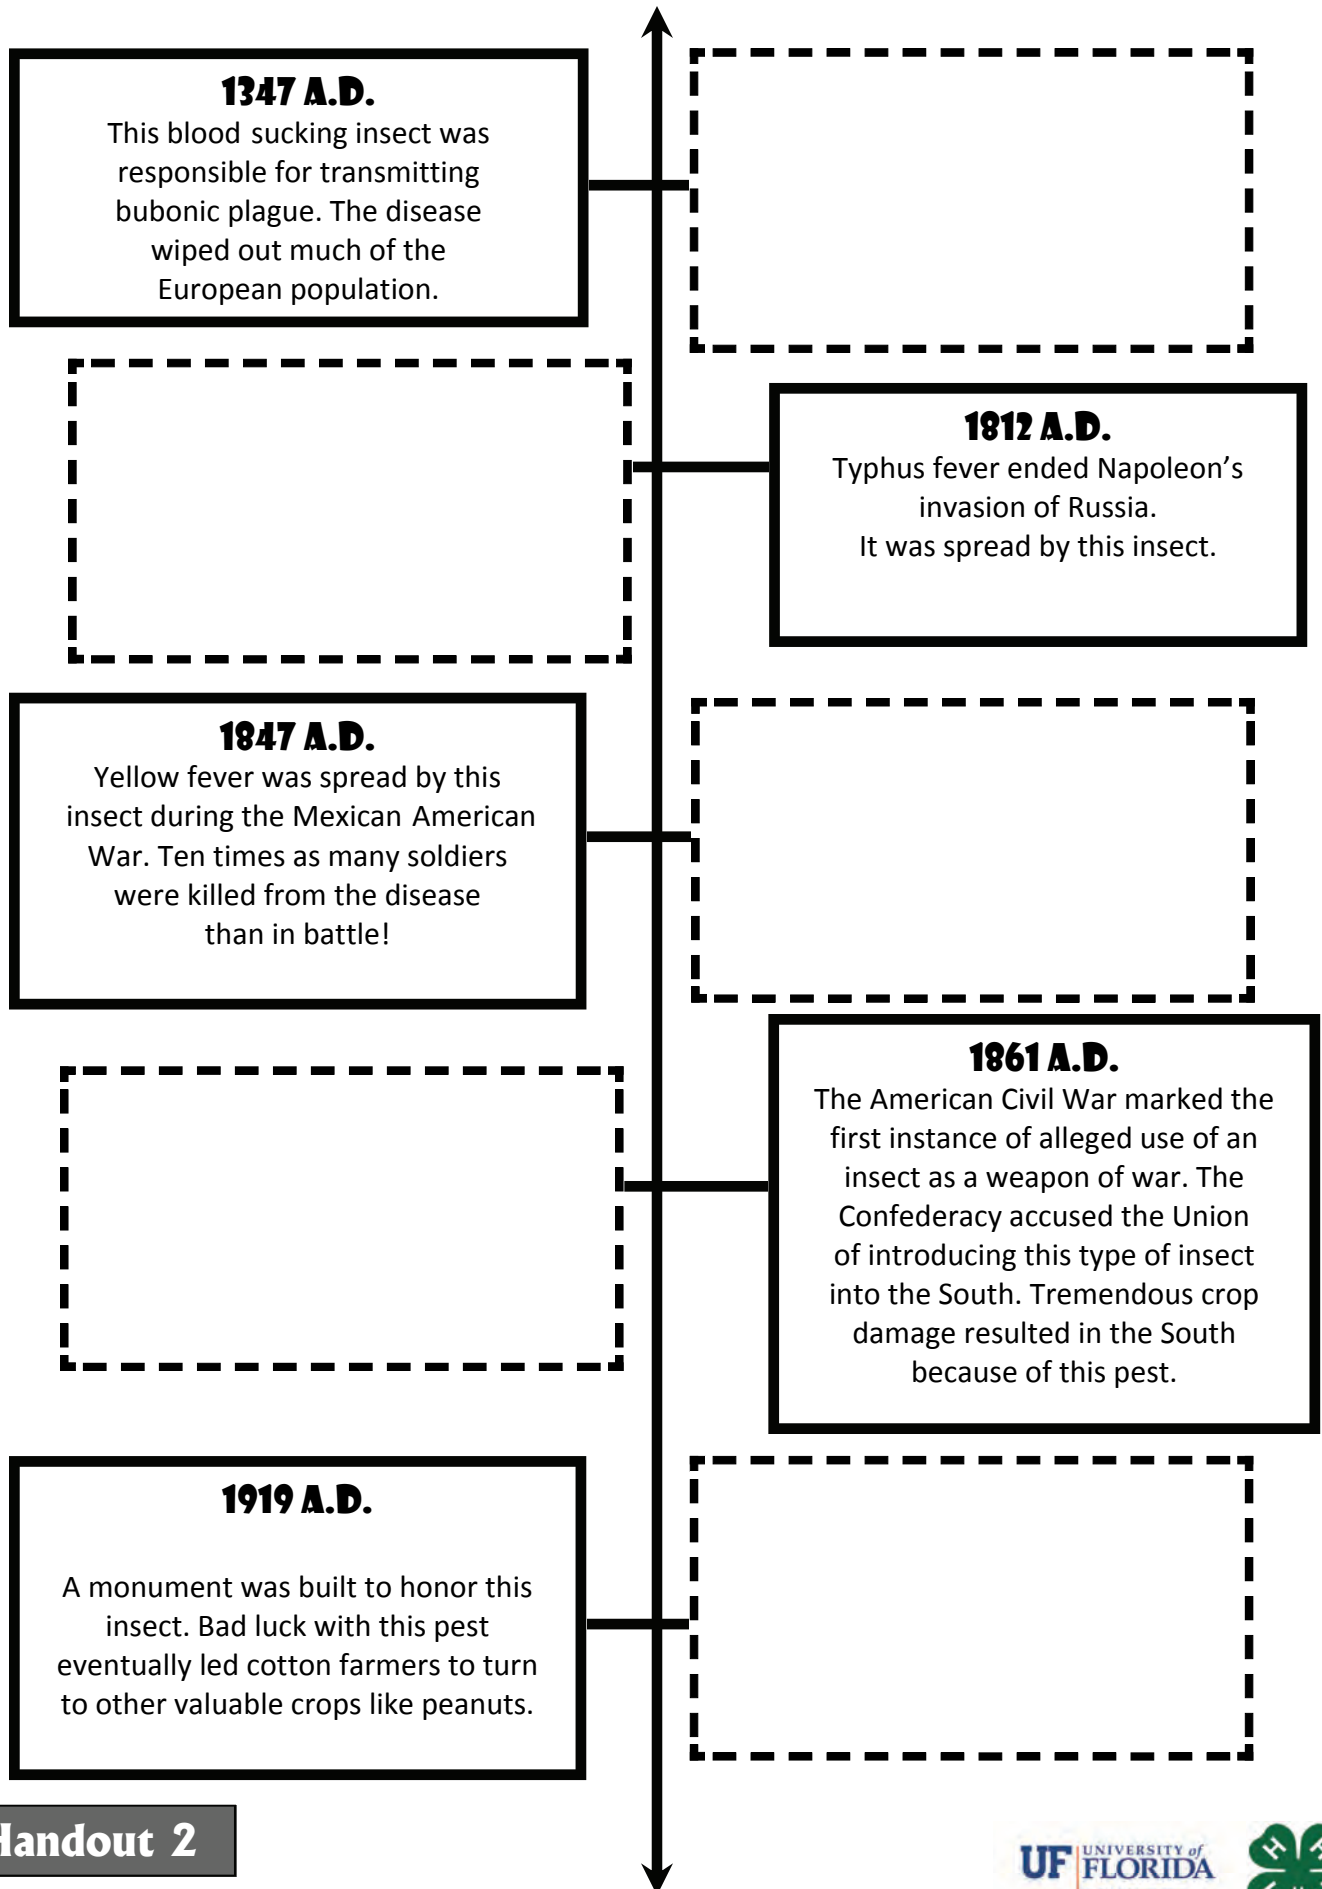 1347 A.D.
This blood sucking insect was
responsible for transmitting
bubonic plague. The disease
wiped out much of the
European population.
1812 A.D.
Typhus fever ended Napoleon’s
invasion of Russia.
It was spread by this insect.
1847 A.D.
Yellow fever was spread by this
insect during the Mexican American
War. Ten times as many soldiers
were killed from the disease
than in battle!
1861 A.D.
The American Civil War marked the
first instance of alleged use of an
insect as a weapon of war. The
Confederacy accused the Union
of introducing this type of insect
into the South. Tremendous crop
damage resulted in the South
because of this pest.
1919 A.D.
A monument was built to honor this
insect. Bad luck with this pest
eventually led cotton farmers to turn
to other valuable crops like peanuts.
Handout 2
UF UNIVERSITY of
FLORIDA
H H